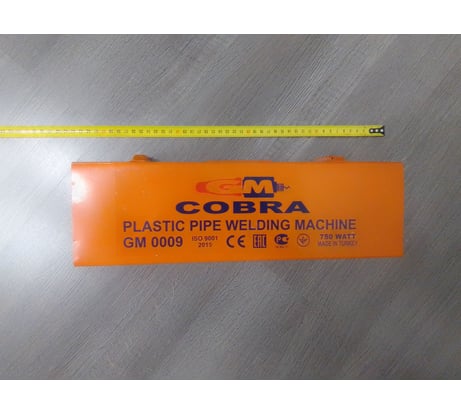 GM
COBRA
PLASTIC PIPE WELDING MACHINE
GM 0009 ISO 9001 CE EAC 750 WATT
2015 MADE IN TURKEY